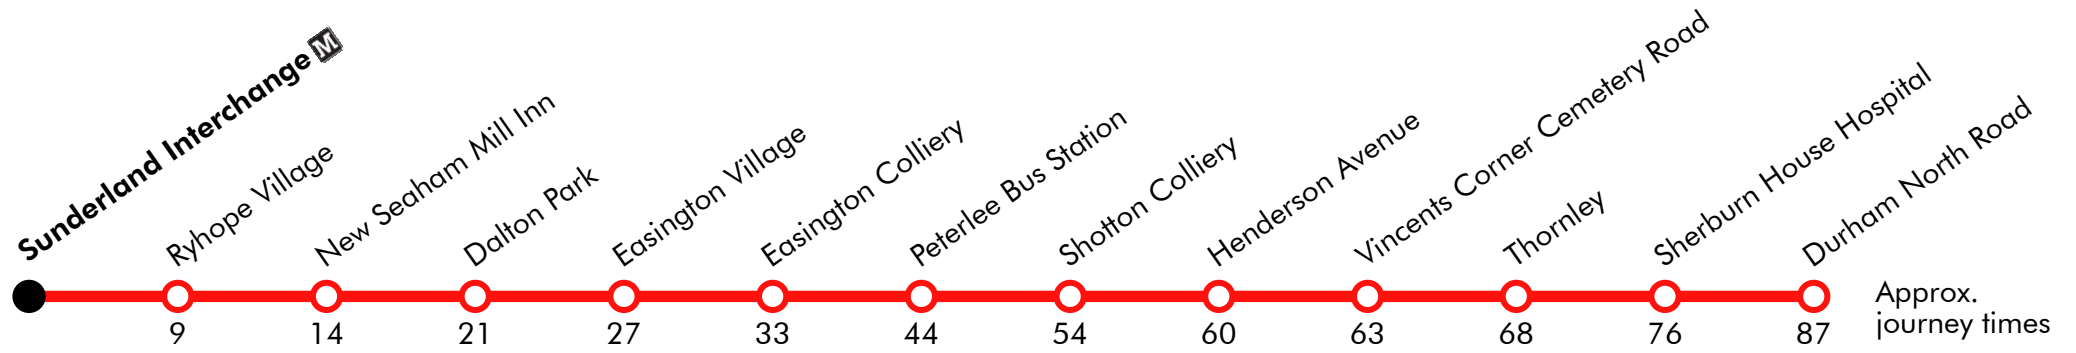 Sunderland Interchange M
Ryhope Village
New Seaham Mill Inn
Dalton Park
Easington Village
Easington Colliery
Peterlee Bus Station
Shotton Colliery
Henderson Avenue
Vincents Corner Cemetery Road
Thornley
Sherburn House Hospital
Durham North Road
9 14 21 27 33 44 54 60 63 68 76 87
Approx.
journey times